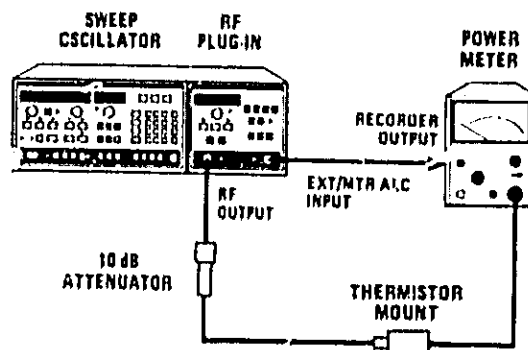 SWEEP
OSCILLATOR
RF
PLUG-IN
POWER
METER
RECORDER
OUTPUT
RF
OUTPUT
EXT/MTR ALC
INPUT
10 dB
ATTENUATOR
THERMISTOR
MOUNT